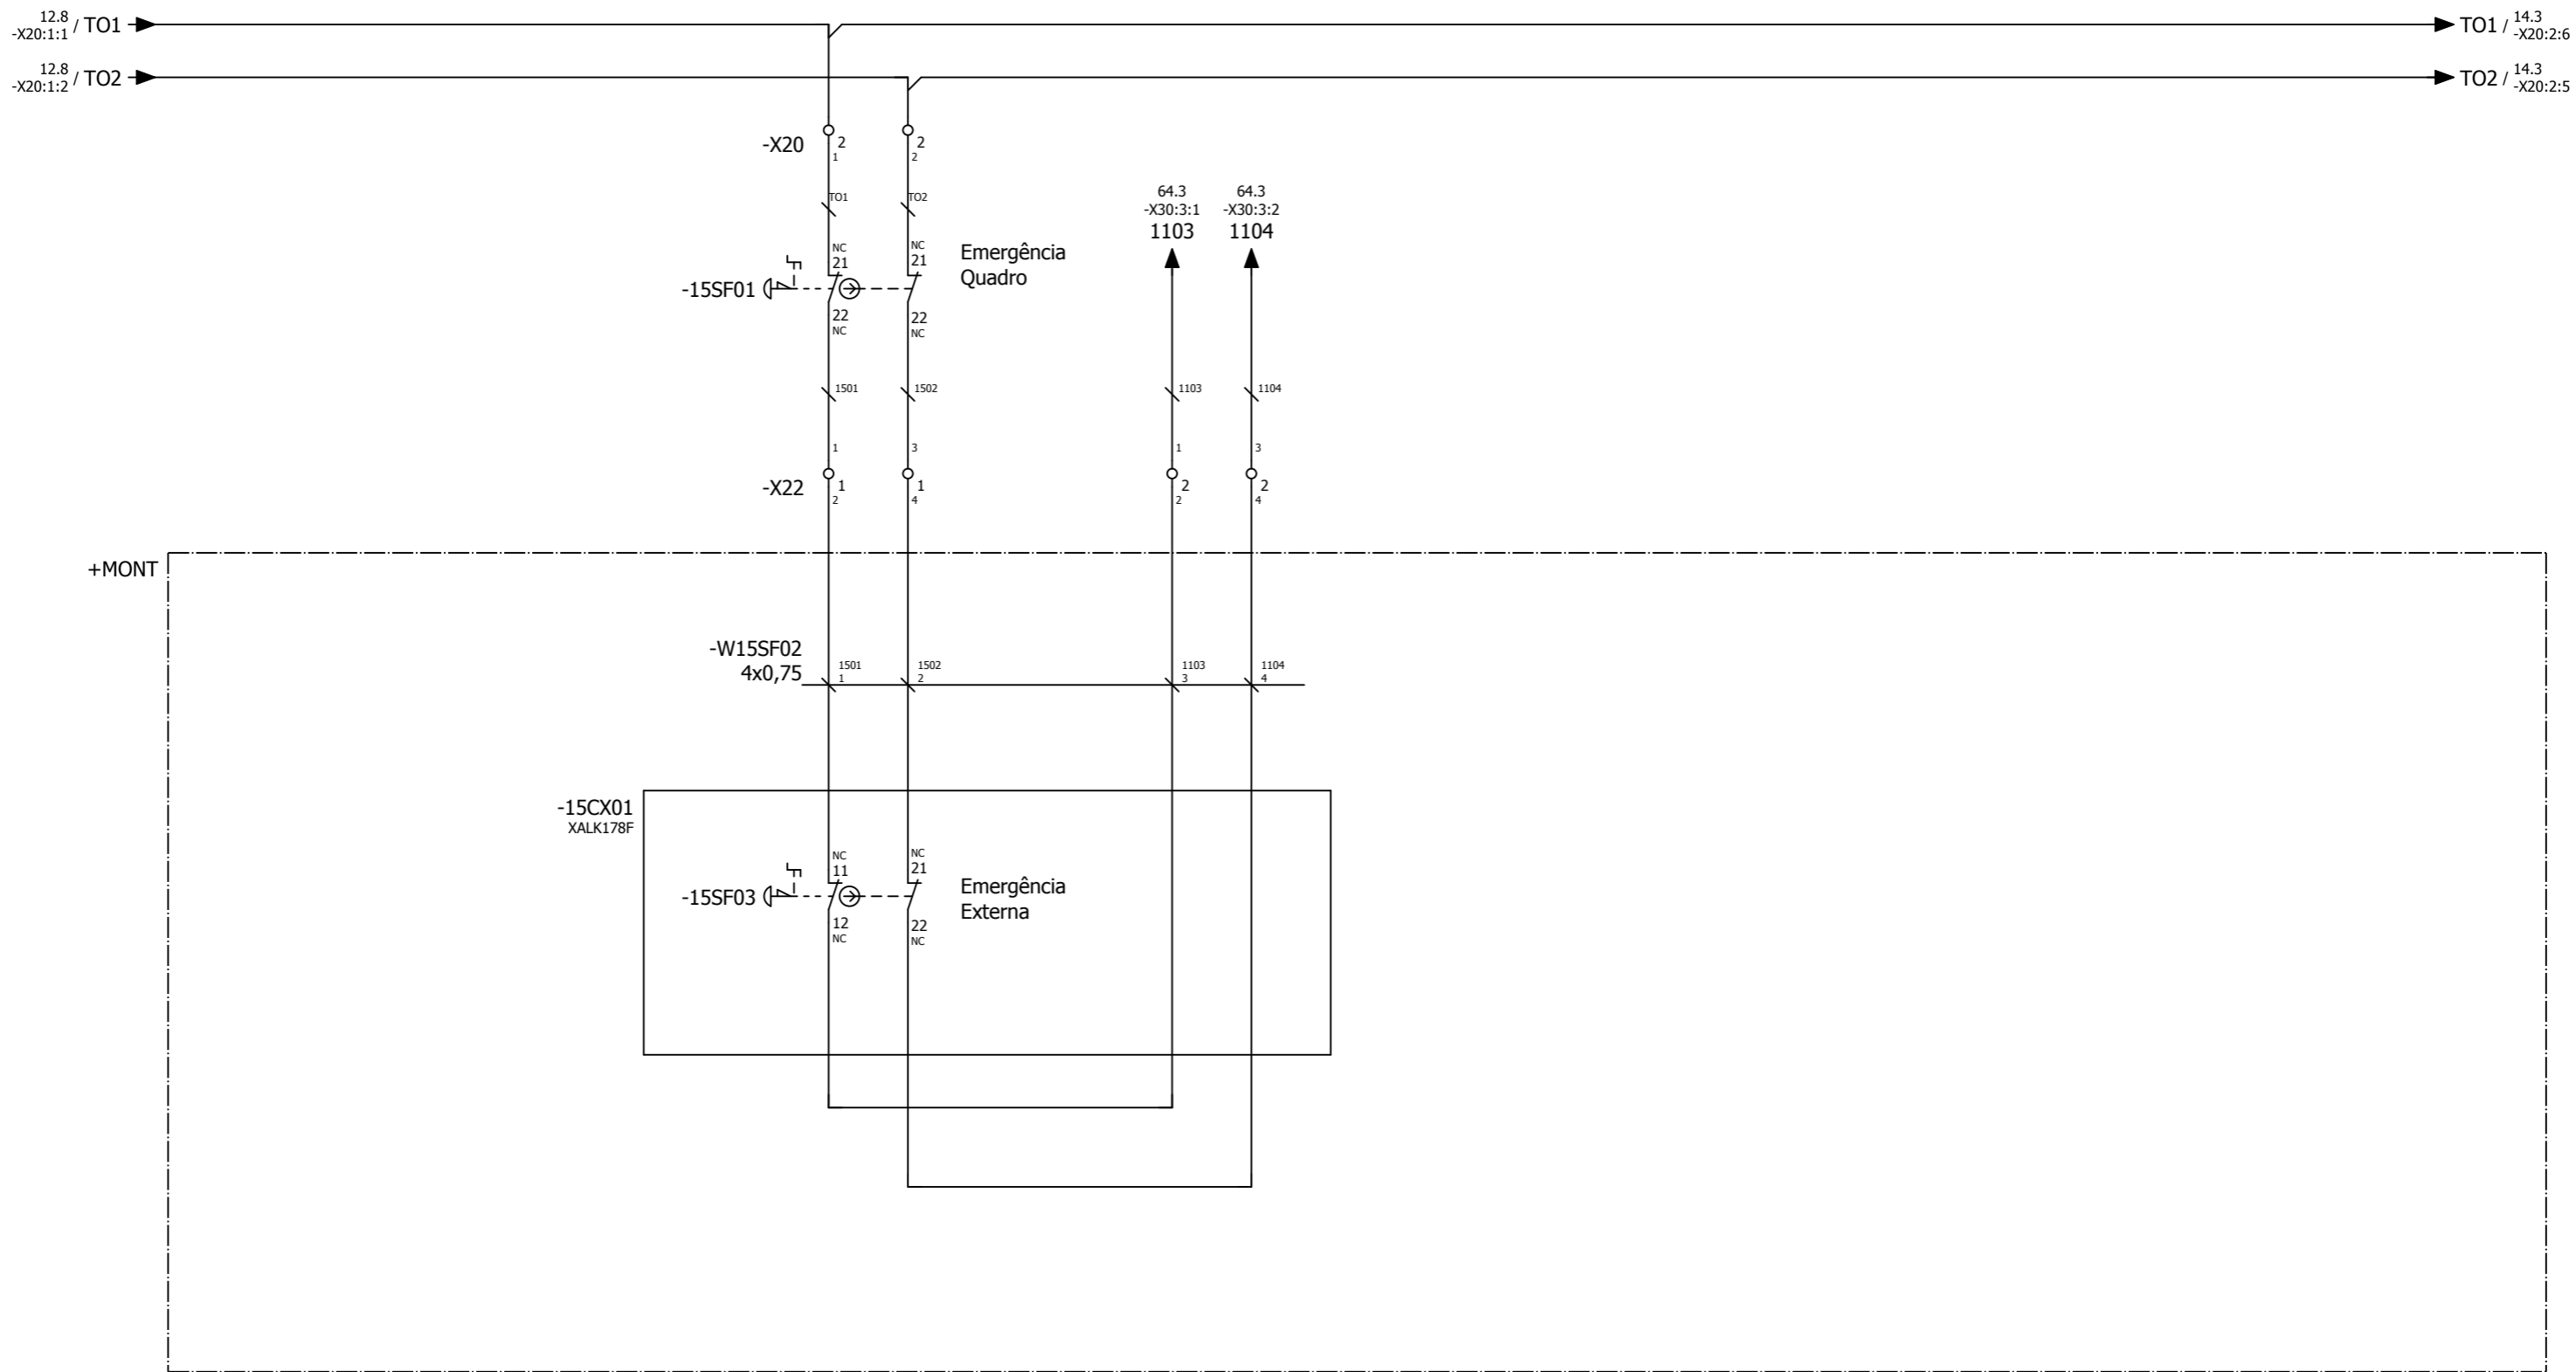 12.8
-X20:1:1 / TO1
TO1 / 14.3
-X20:2:6
12.8
-X20:1:2 / TO2
TO2 / 14.3
-X20:2:5
-X20
2
1
2
2
TO1
TO2
64.3
-X30:3:1
1103
64.3
-X30:3:2
1104
NC
21
NC
21
Emergência
Quadro
-15SF01
22
NC
22
NC
1501
1502
1103
1104
1
3
1
3
-X22
1
2
1
4
2
2
2
4
+MONT
-W15SF02
4x0,75
1501
1
1502
2
1103
3
1104
4
-15CX01
XALK178F
NC
11
NC
21
Emergência
Externa
-15SF03
12
NC
22
NC